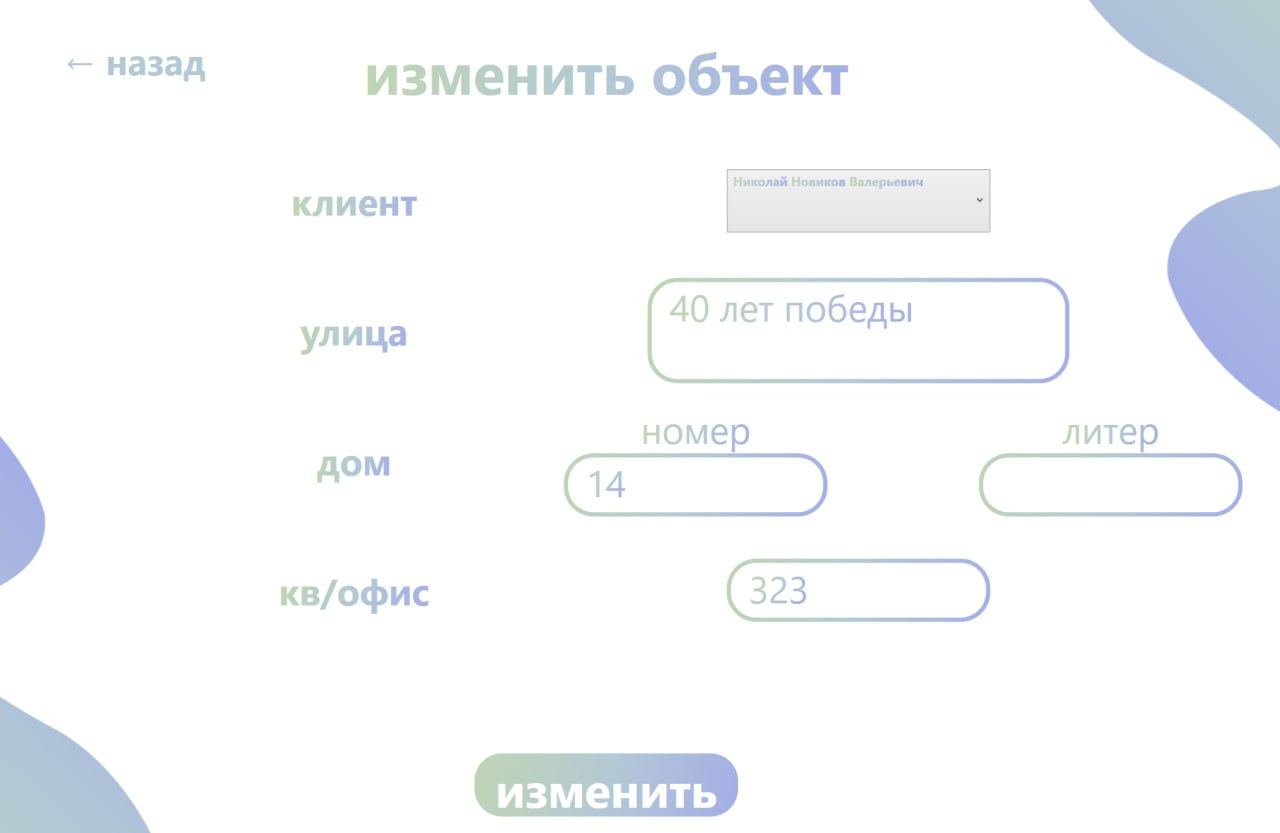 ← назад
изменить объект
клиент
Николай Новиков Валерьевич
улица
40 лет победы
номер
литер
дом
14
кв/офис
323
изменить